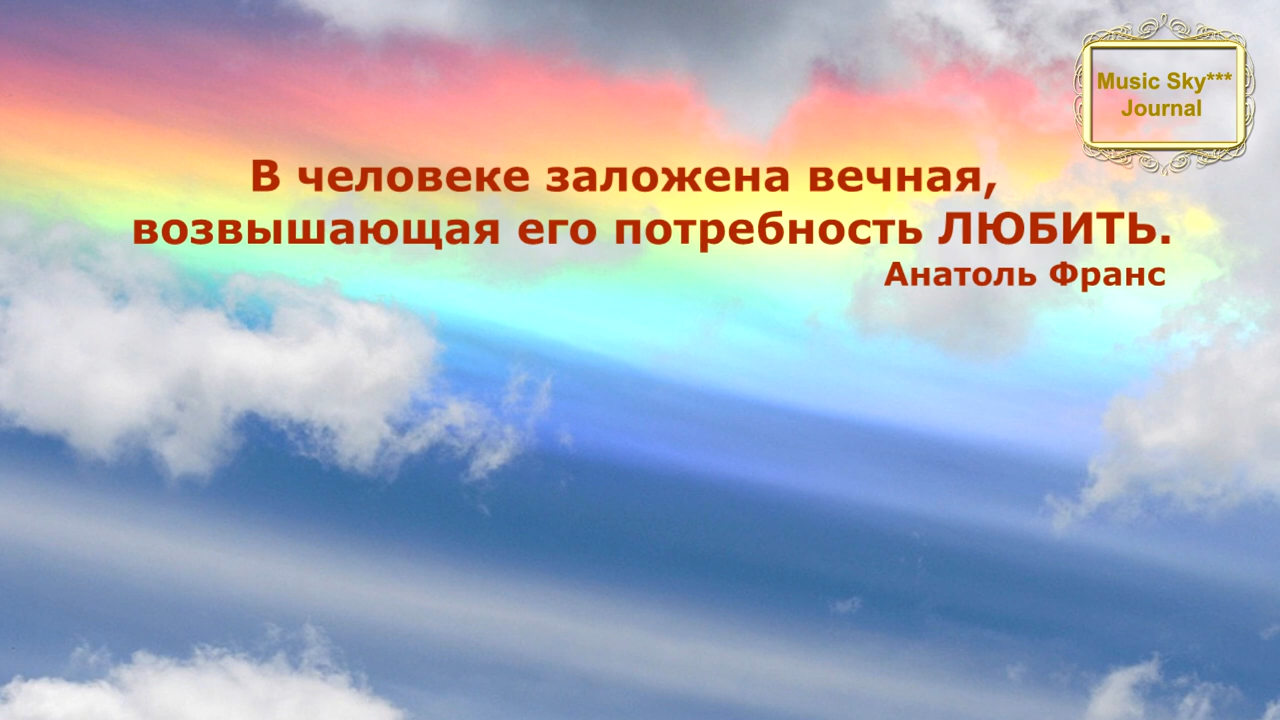 Music Sky***
Journal
В человеке заложена вечная,
возвышающая его потребность ЛЮБИТЬ.
Анатоль Франс